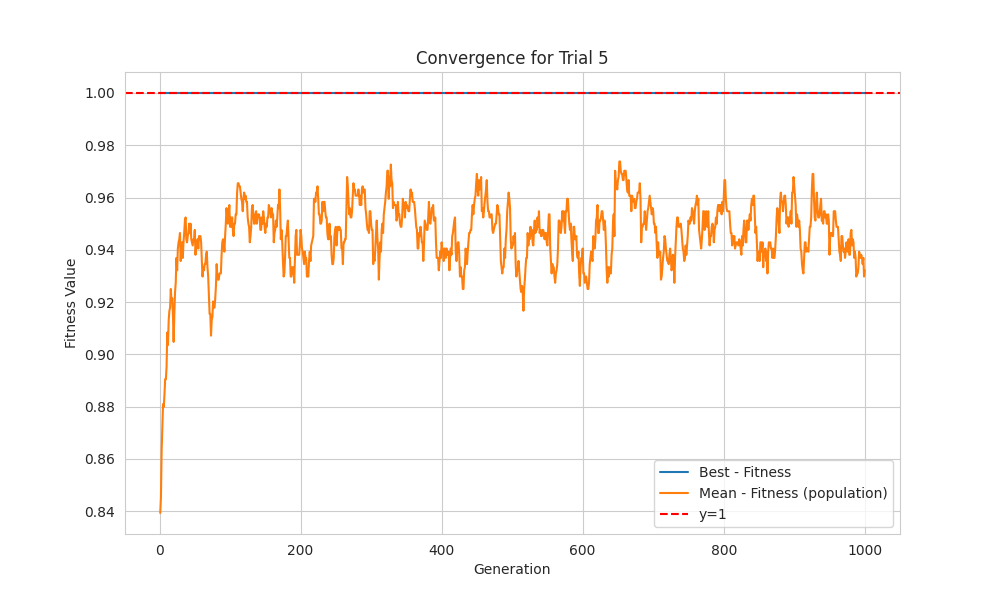 Convergence for Trial 5
Fitness Value
1.00
0.98
0.96
0.94
0.92
0.90
0.88
0.86
0.84
Best - Fitness
Mean - Fitness (population)
y=1
0 200 400 600 800 1000
Generation